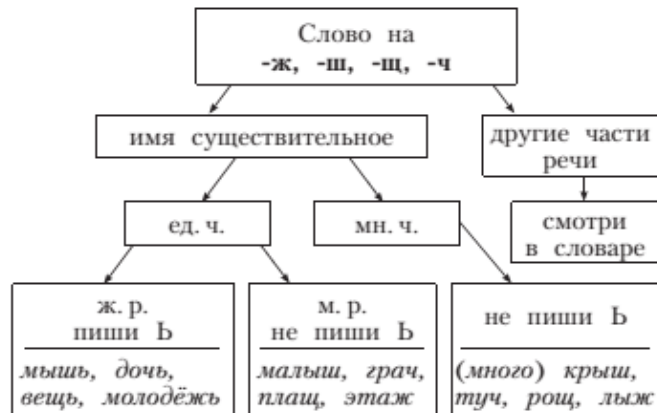 Слово на
-ж, -ш, -щ, -ч
имя существительное
другие части
речи
ед. ч.
мн. ч.
смотри
в словаре
ж. р.
пиши Ь
мышь, дочь,
вещь, молодёжь
м. р.
не пиши Ь
малыш, грач,
плащ, этаж
не пиши Ь
(много) крыш,
туч, рощ, лыж